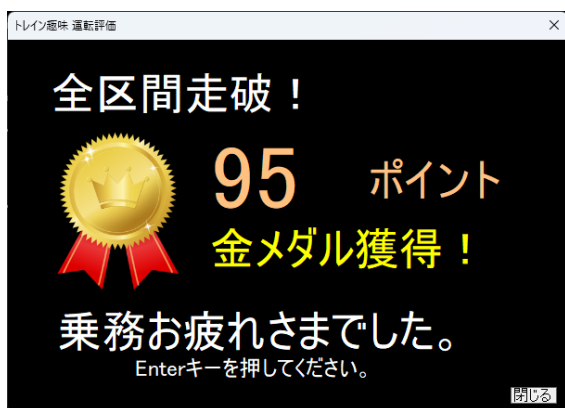 トレイン趣味 運転評価
全区間走破！
95 ポイント
金メダル獲得！
乗務お疲れさまでした。
Enterキーを押してください。
閉じる